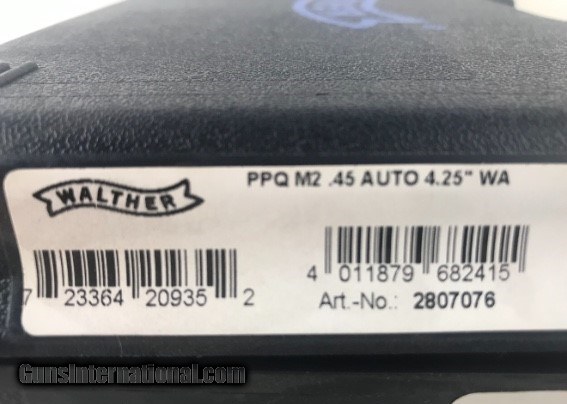 PPQ M2 .45 AUTO 4.25" WA
WALTHER
7 23364 20935 2
4 011879 682415
Art.-No.: 2807076
GunsInternational.com